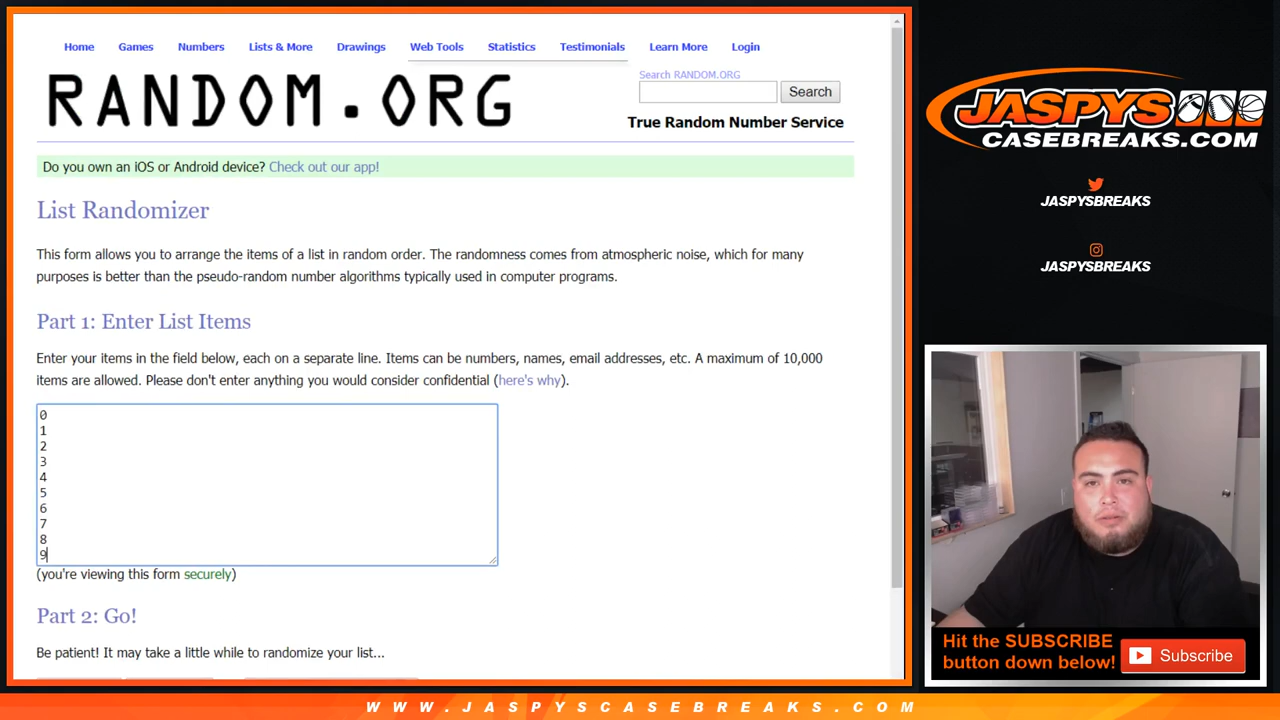 Home Games Numbers Lists & More Drawings Web Tools Statistics Testimonials Learn More Login
RANDOM.ORG
Search RANDOM.ORG
Search
True Random Number Service
Do you own an iOS or Android device? Check out our app!
List Randomizer
This form allows you to arrange the items of a list in random order. The randomness comes from atmospheric noise, which for many
purposes is better than the pseudo-random number algorithms typically used in computer programs.
Part 1: Enter List Items
Enter your items in the field below, each on a separate line. Items can be numbers, names, email addresses, etc. A maximum of 10,000
items are allowed. Please don't enter anything you would consider confidential (here's why).
0
1
2
3
4
5
6
7
8
9
(you're viewing this form securely)
Part 2: Go!
Be patient! It may take a little while to randomize your list...
JASPYS
CASEBREAKS.COM
JASPYSBREAKS
JASPYSBREAKS
Hit the SUBSCRIBE
button down below!
Subscribe
WWW.JASPYSCASEBREAKS.COM